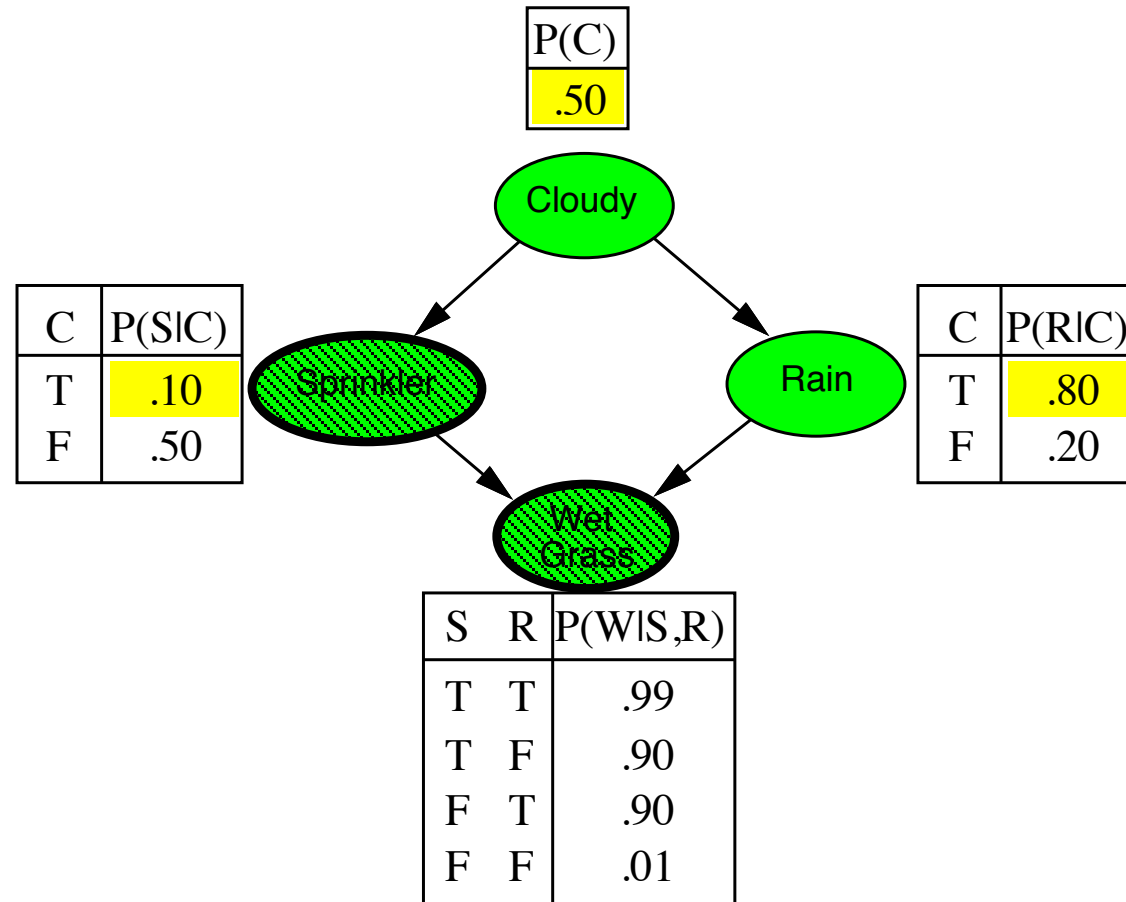 P(C)
.50
Cloudy
C P(S|C)
T .10
F .50
Sprinkler
Rain
C P(R|C)
T .80
F .20
Wet
Grass
S R P(W|S,R)
T T .99
T F .90
F T .90
F F .01